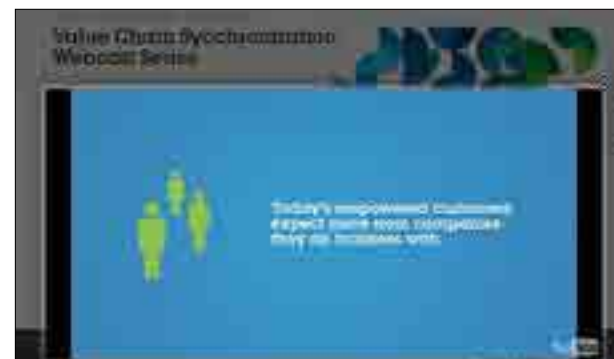 Value Chain Synchronization
Webcast Series
Today's empowered customers
expect more from companies
they do business with.